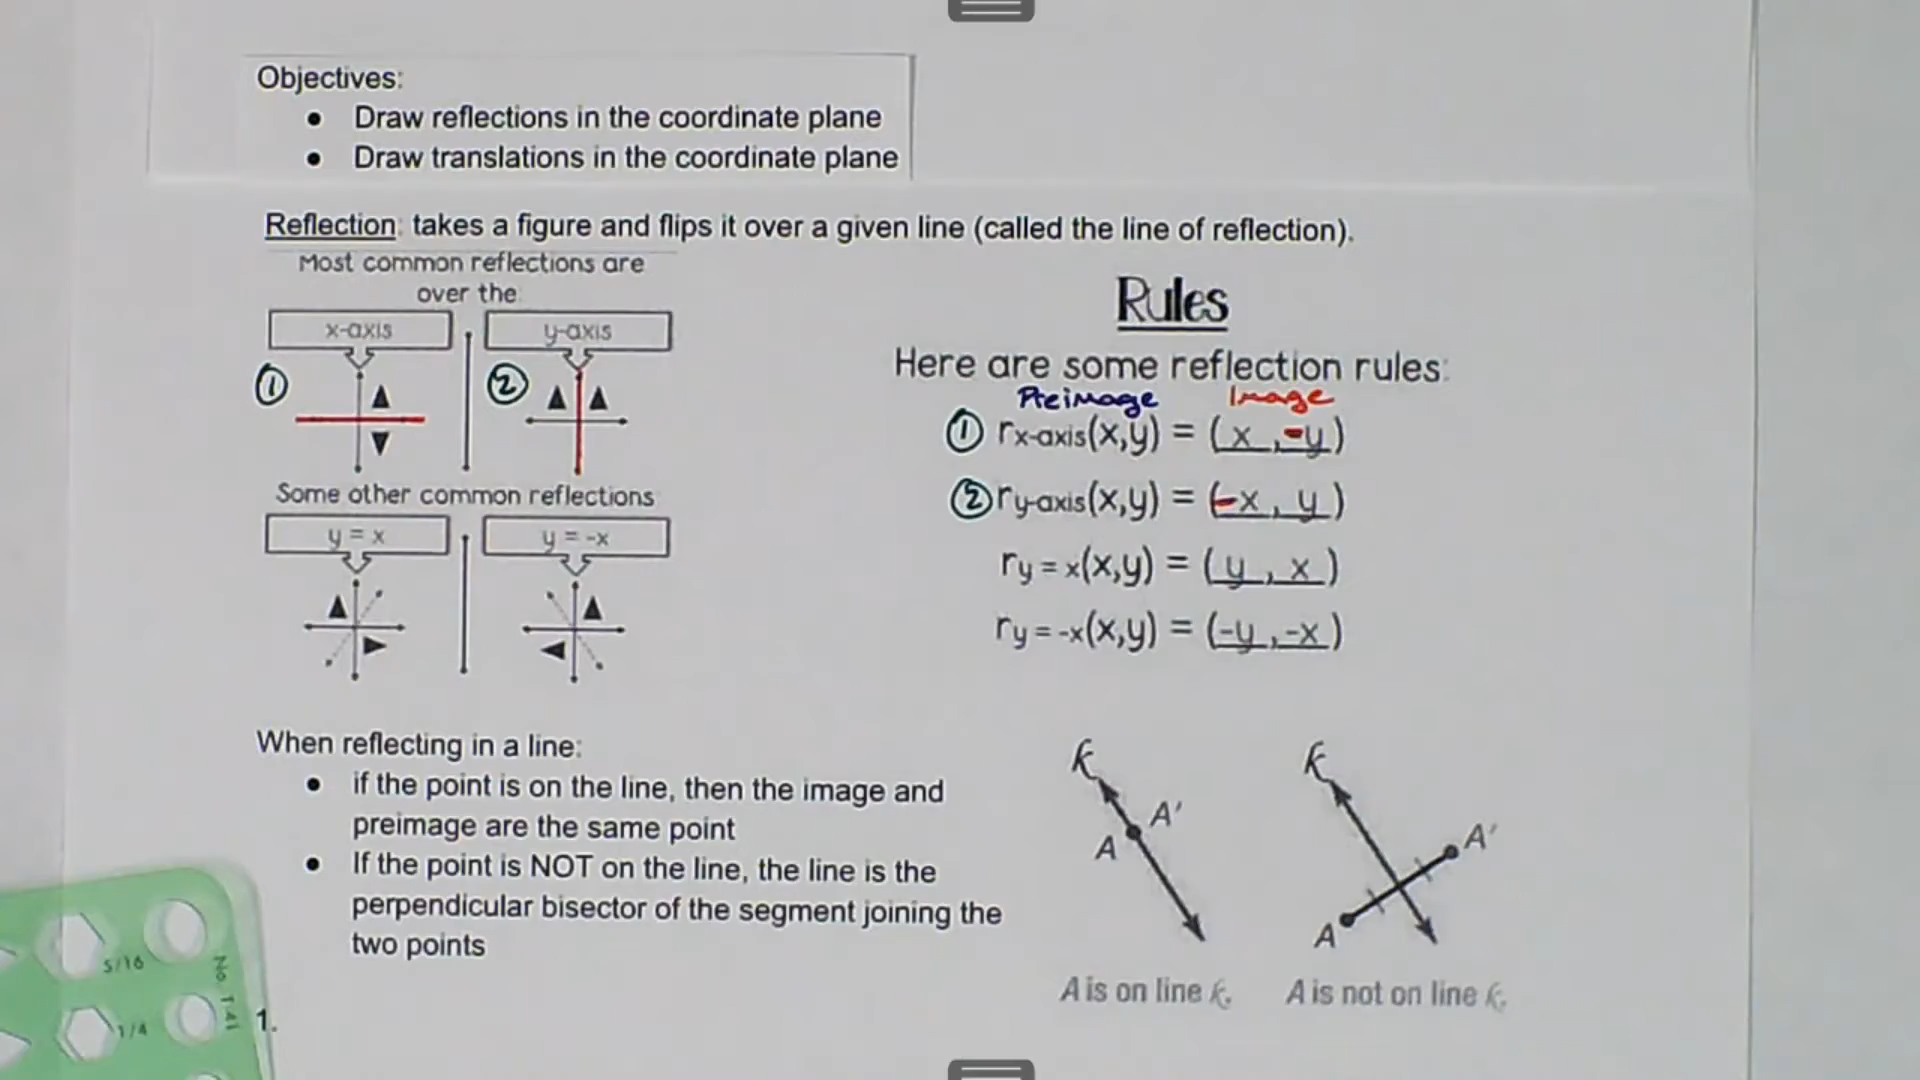 Objectives:
● Draw reflections in the coordinate plane
● Draw translations in the coordinate plane
Reflection: takes a figure and flips it over a given line (called the line of reflection).
Most common reflections are
over the:
x-axis
y-axis
①
②
Some other common reflections
y = x
y = -x
Rules
Here are some reflection rules:
Preimage Image
① rx-axis(x,y) = (x, -y)
② ry-axis(x,y) = (-x, y)
ry = x(x,y) = (y, x)
ry = -x(x,y) = (-y, -x)
When reflecting in a line:
● if the point is on the line, then the image and
preimage are the same point
● If the point is NOT on the line, the line is the
perpendicular bisector of the segment joining the
two points
k
A'
A
A is on line k.
k
A'
A
A is not on line k.
1.
5/16
1/4
No. T-41